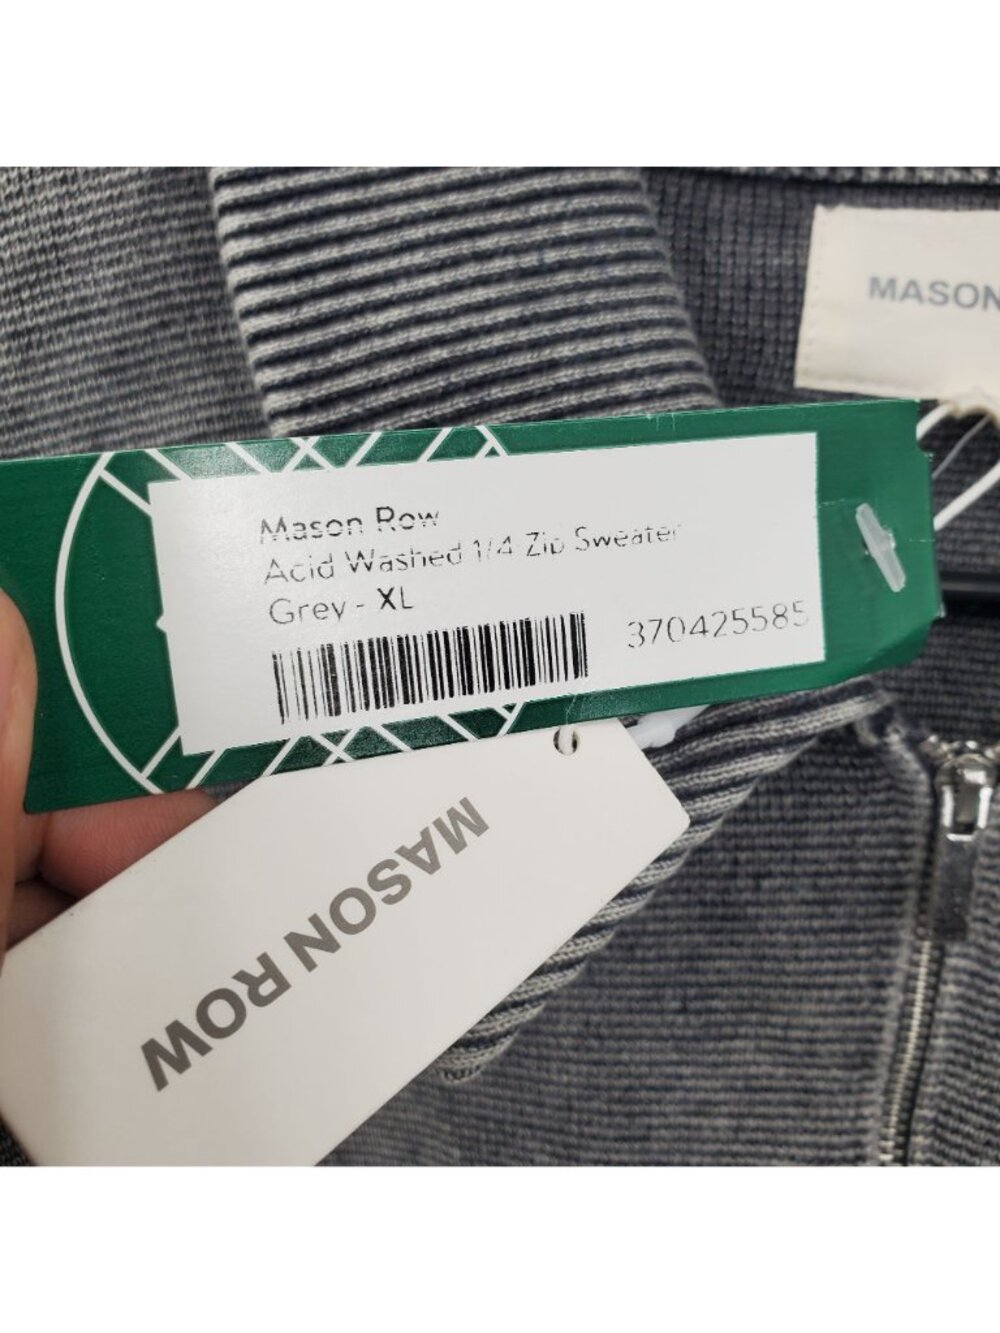 MASON
Mason Row
Acid Washed 1/4 Zip Sweater
Grey - XL
370425585
MASON ROW